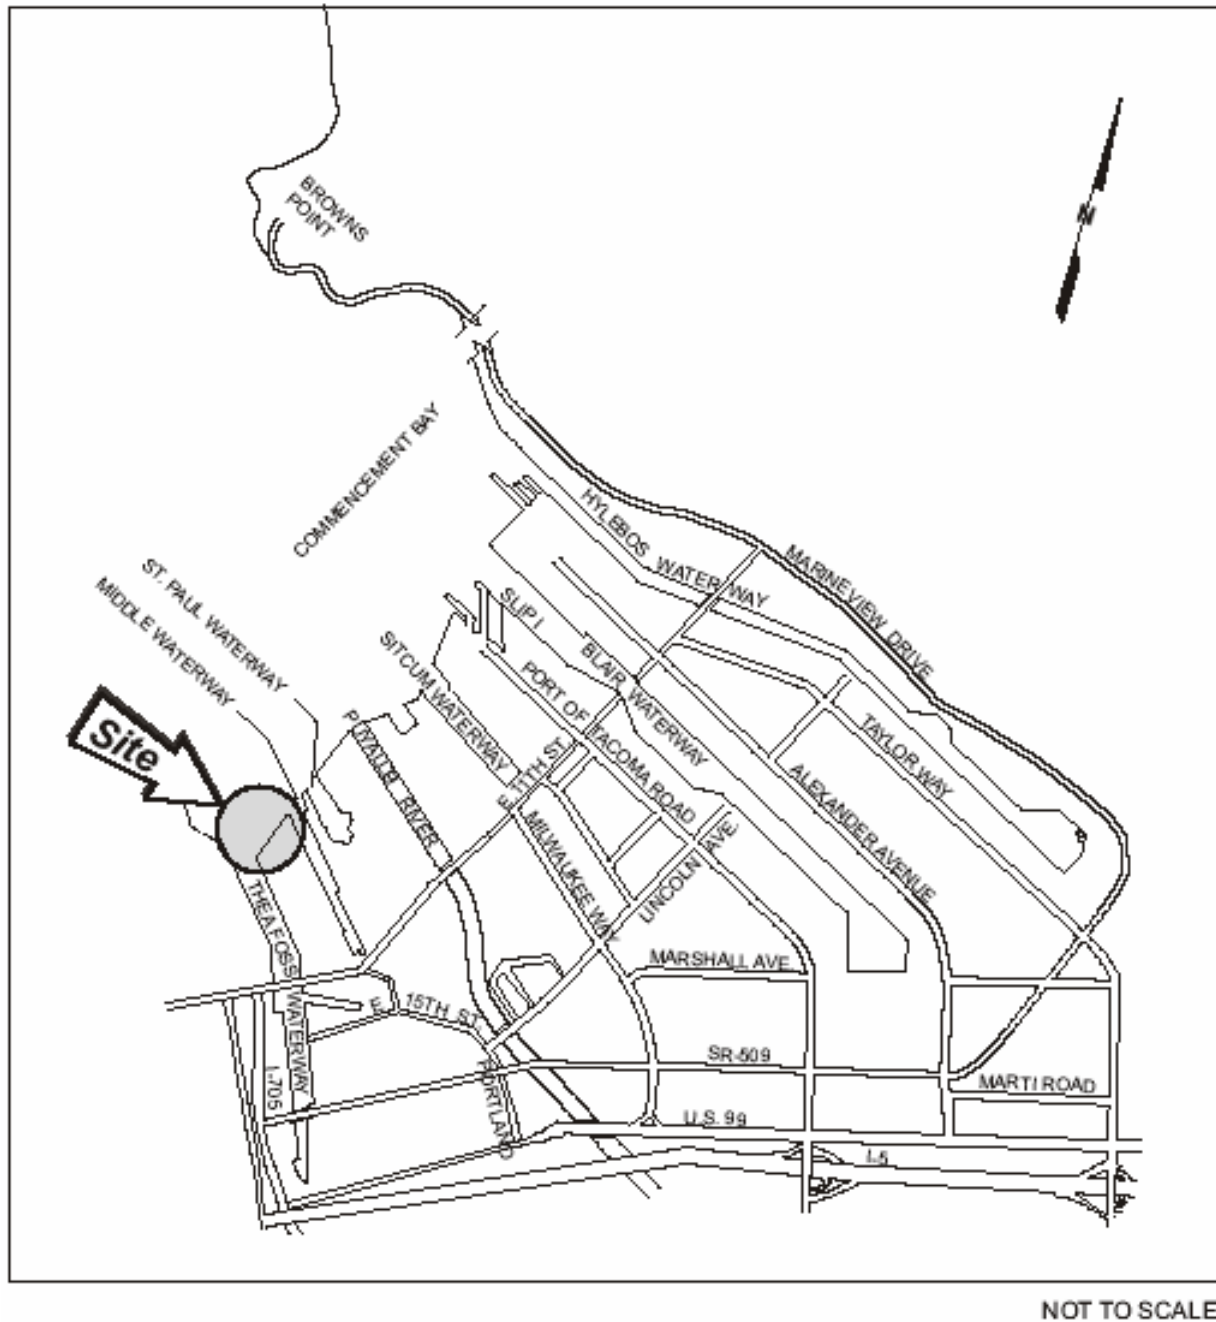 BROWNS
POINT
N
COMMENCEMENT BAY
HYLEBOS WATERWAY
MARINEVIEW DRIVE
ST. PAUL WATERWAY
MIDDLE WATERWAY
SLIP I
SITCUM WATERWAY
BLAIR WATERWAY
PORT OF TACOMA ROAD
Site
PUYALLUP RIVER
E. 11TH ST.
TAYLOR WAY
ALEXANDER AVENUE
MILWAUKEE WAY
LINCOLN AVE.
THEA FOSS WATERWAY
MARSHALL AVE.
E. 15TH ST.
SR-509
I-705
PORTLAND
MARTI ROAD
U.S. 99
I-5
NOT TO SCALE